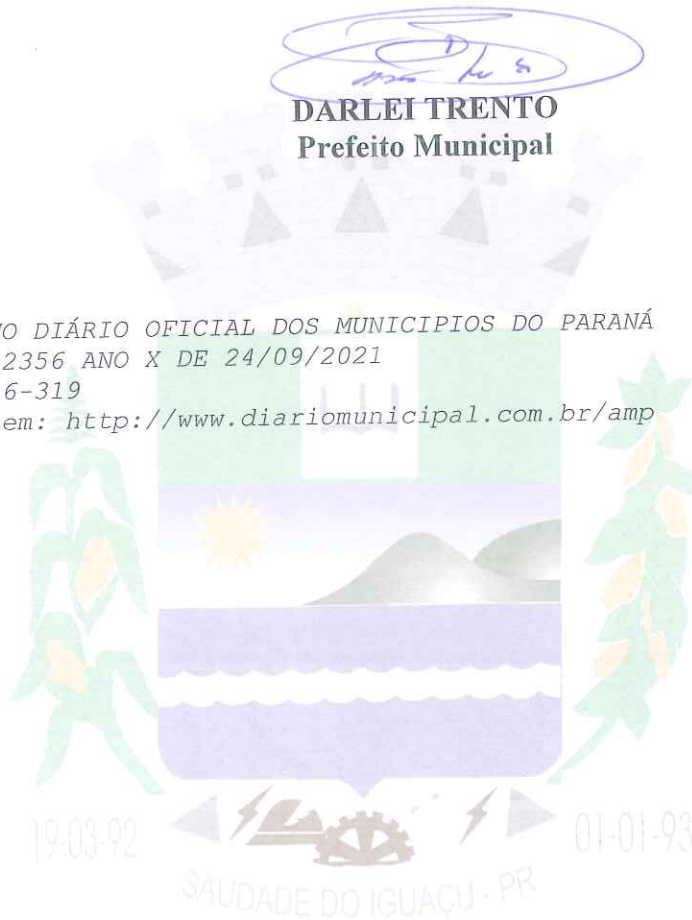 DARLEI TRENTO
Prefeito Municipal
O DIÁRIO OFICIAL DOS MUNICIPIOS DO PARANÁ
2356 ANO X DE 24/09/2021
6-319
em: http://www.diariomunicipal.com.br/amp
19-03-92
01-01-93
SAUDADE DO IGUAÇU - PR